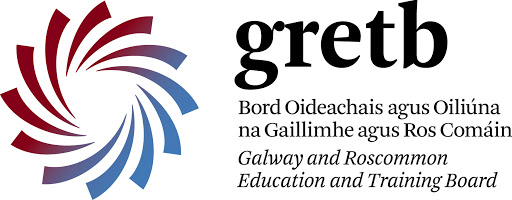 gretb
Bord Oideachais agus Oiliúna
na Gaillimhe agus Ros Comáin
Galway and Roscommon
Education and Training Board